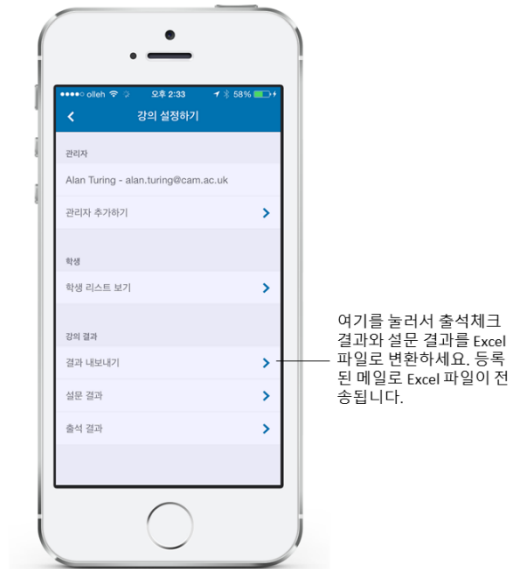 olleh 오후 2:33 58%
강의 설정하기
관리자
Alan Turing - alan.turing@cam.ac.uk
관리자 추가하기
학생
학생 리스트 보기
강의 결과
결과 내보내기
설문 결과
출석 결과
여기를 눌러서 출석체크
결과와 설문 결과를 Excel
파일로 변환하세요. 등록
된 메일로 Excel 파일이 전
송됩니다.